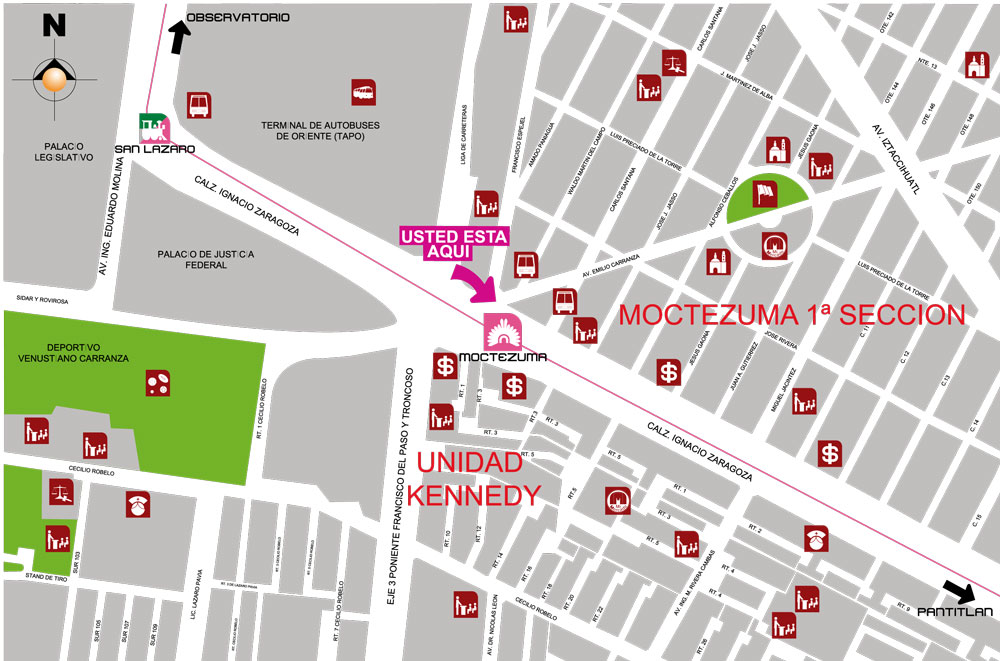 N
OBSERVATORIO
PALACIO
LEGISLATIVO
SAN LAZARO
TERMINAL DE AUTOBUSES
DE ORIENTE (TAPO)
CALZ. IGNACIO ZARAGOZA
AV. ING. EDUARDO MOLINA
PALACIO DE JUSTICIA
FEDERAL
SIDAR Y ROVIROSA
LIGA DE CARRETERAS
FRANCISCO ESPEJEL
AMADO PANIAGUA
WALDO MARTIN DEL CAMPO
CARLOS SANTANA
JOSE J. JASSO
CARLOS SANTANA
JOSE J. JASSO
J. MARTINEZ DE ALBA
LUIS PRECIADO DE LA TORRE
ALFONSO CEBALLOS
JESUS GAONA
AV. IZTACCIHUATL
OTE. 142
NTE. 13
OTE. 144
OTE. 146
OTE. 148
OTE. 150
USTED ESTA
AQUI
AV. EMILIO CARRANZA
LUIS PRECIADO DE LA TORRE
MOCTEZUMA 1ª SECCION
MOCTEZUMA
JESUS GAONA
JOSE RIVERA
JUAN A. GUTIERREZ
MIGUEL JACINTEZ
C. 11
C. 12
C. 13
C. 14
C. 15
DEPORTIVO
VENUSTIANO CARRANZA
RT. 1 CECILIO ROBELO
EJE 3 PONIENTE FRANCISCO DEL PASO Y TRONCOSO
RT. 1
RT. 3
RT. 3
RT. 3
RT. 5
CALZ. IGNACIO ZARAGOZA
UNIDAD
KENNEDY
CECILIO ROBELO
RT. 5
RT. 5
RT. 1
RT. 3
RT. 5
RT. 2
RT. 10
RT. 12
RT. 14
RT. 16
RT. 18
RT. 20
RT. 22
RT. 26
RT. 9
AV. ING. M. RIVERA CAMBAS
CECILIO ROBELO
AV. DR. NICOLAS LEON
STAND DE TIRO
SUR 103
SUR 105
SUR 107
SUR 109
LIC. LAZARO PAVIA
RT. 7 CECILIO ROBELO
PANTITLAN